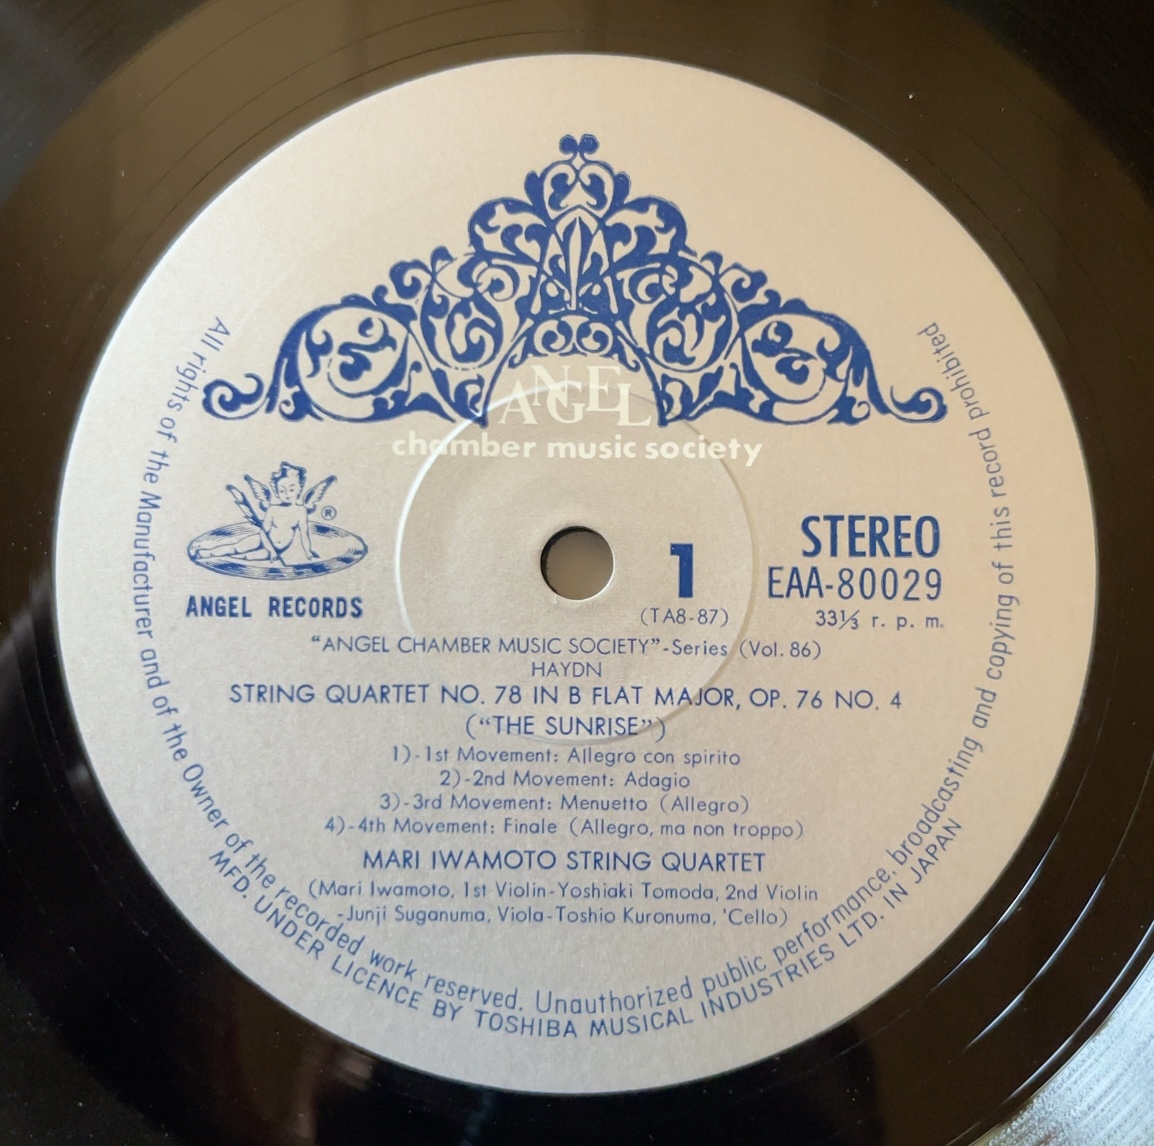 ANGEL
chamber music society
®
ANGEL RECORDS
1
(TA8-87)
STEREO
EAA-80029
33⅓ r. p. m.
“ANGEL CHAMBER MUSIC SOCIETY”-Series (Vol. 86)
HAYDN
STRING QUARTET NO. 78 IN B FLAT MAJOR, OP. 76 NO. 4
(“THE SUNRISE”)
1)-1st Movement: Allegro con spirito
2)-2nd Movement: Adagio
3)-3rd Movement: Menuetto (Allegro)
4)-4th Movement: Finale (Allegro, ma non troppo)
MARI IWAMOTO STRING QUARTET
(Mari Iwamoto, 1st Violin-Yoshiaki Tomoda, 2nd Violin
-Junji Suganuma, Viola-Toshio Kuronuma, 'Cello)
All rights of the Manufacturer and of the Owner of the recorded work reserved. Unauthorized public performance, broadcasting and copying of this record prohibited
MFD. UNDER LICENCE BY TOSHIBA MUSICAL INDUSTRIES LTD. IN JAPAN